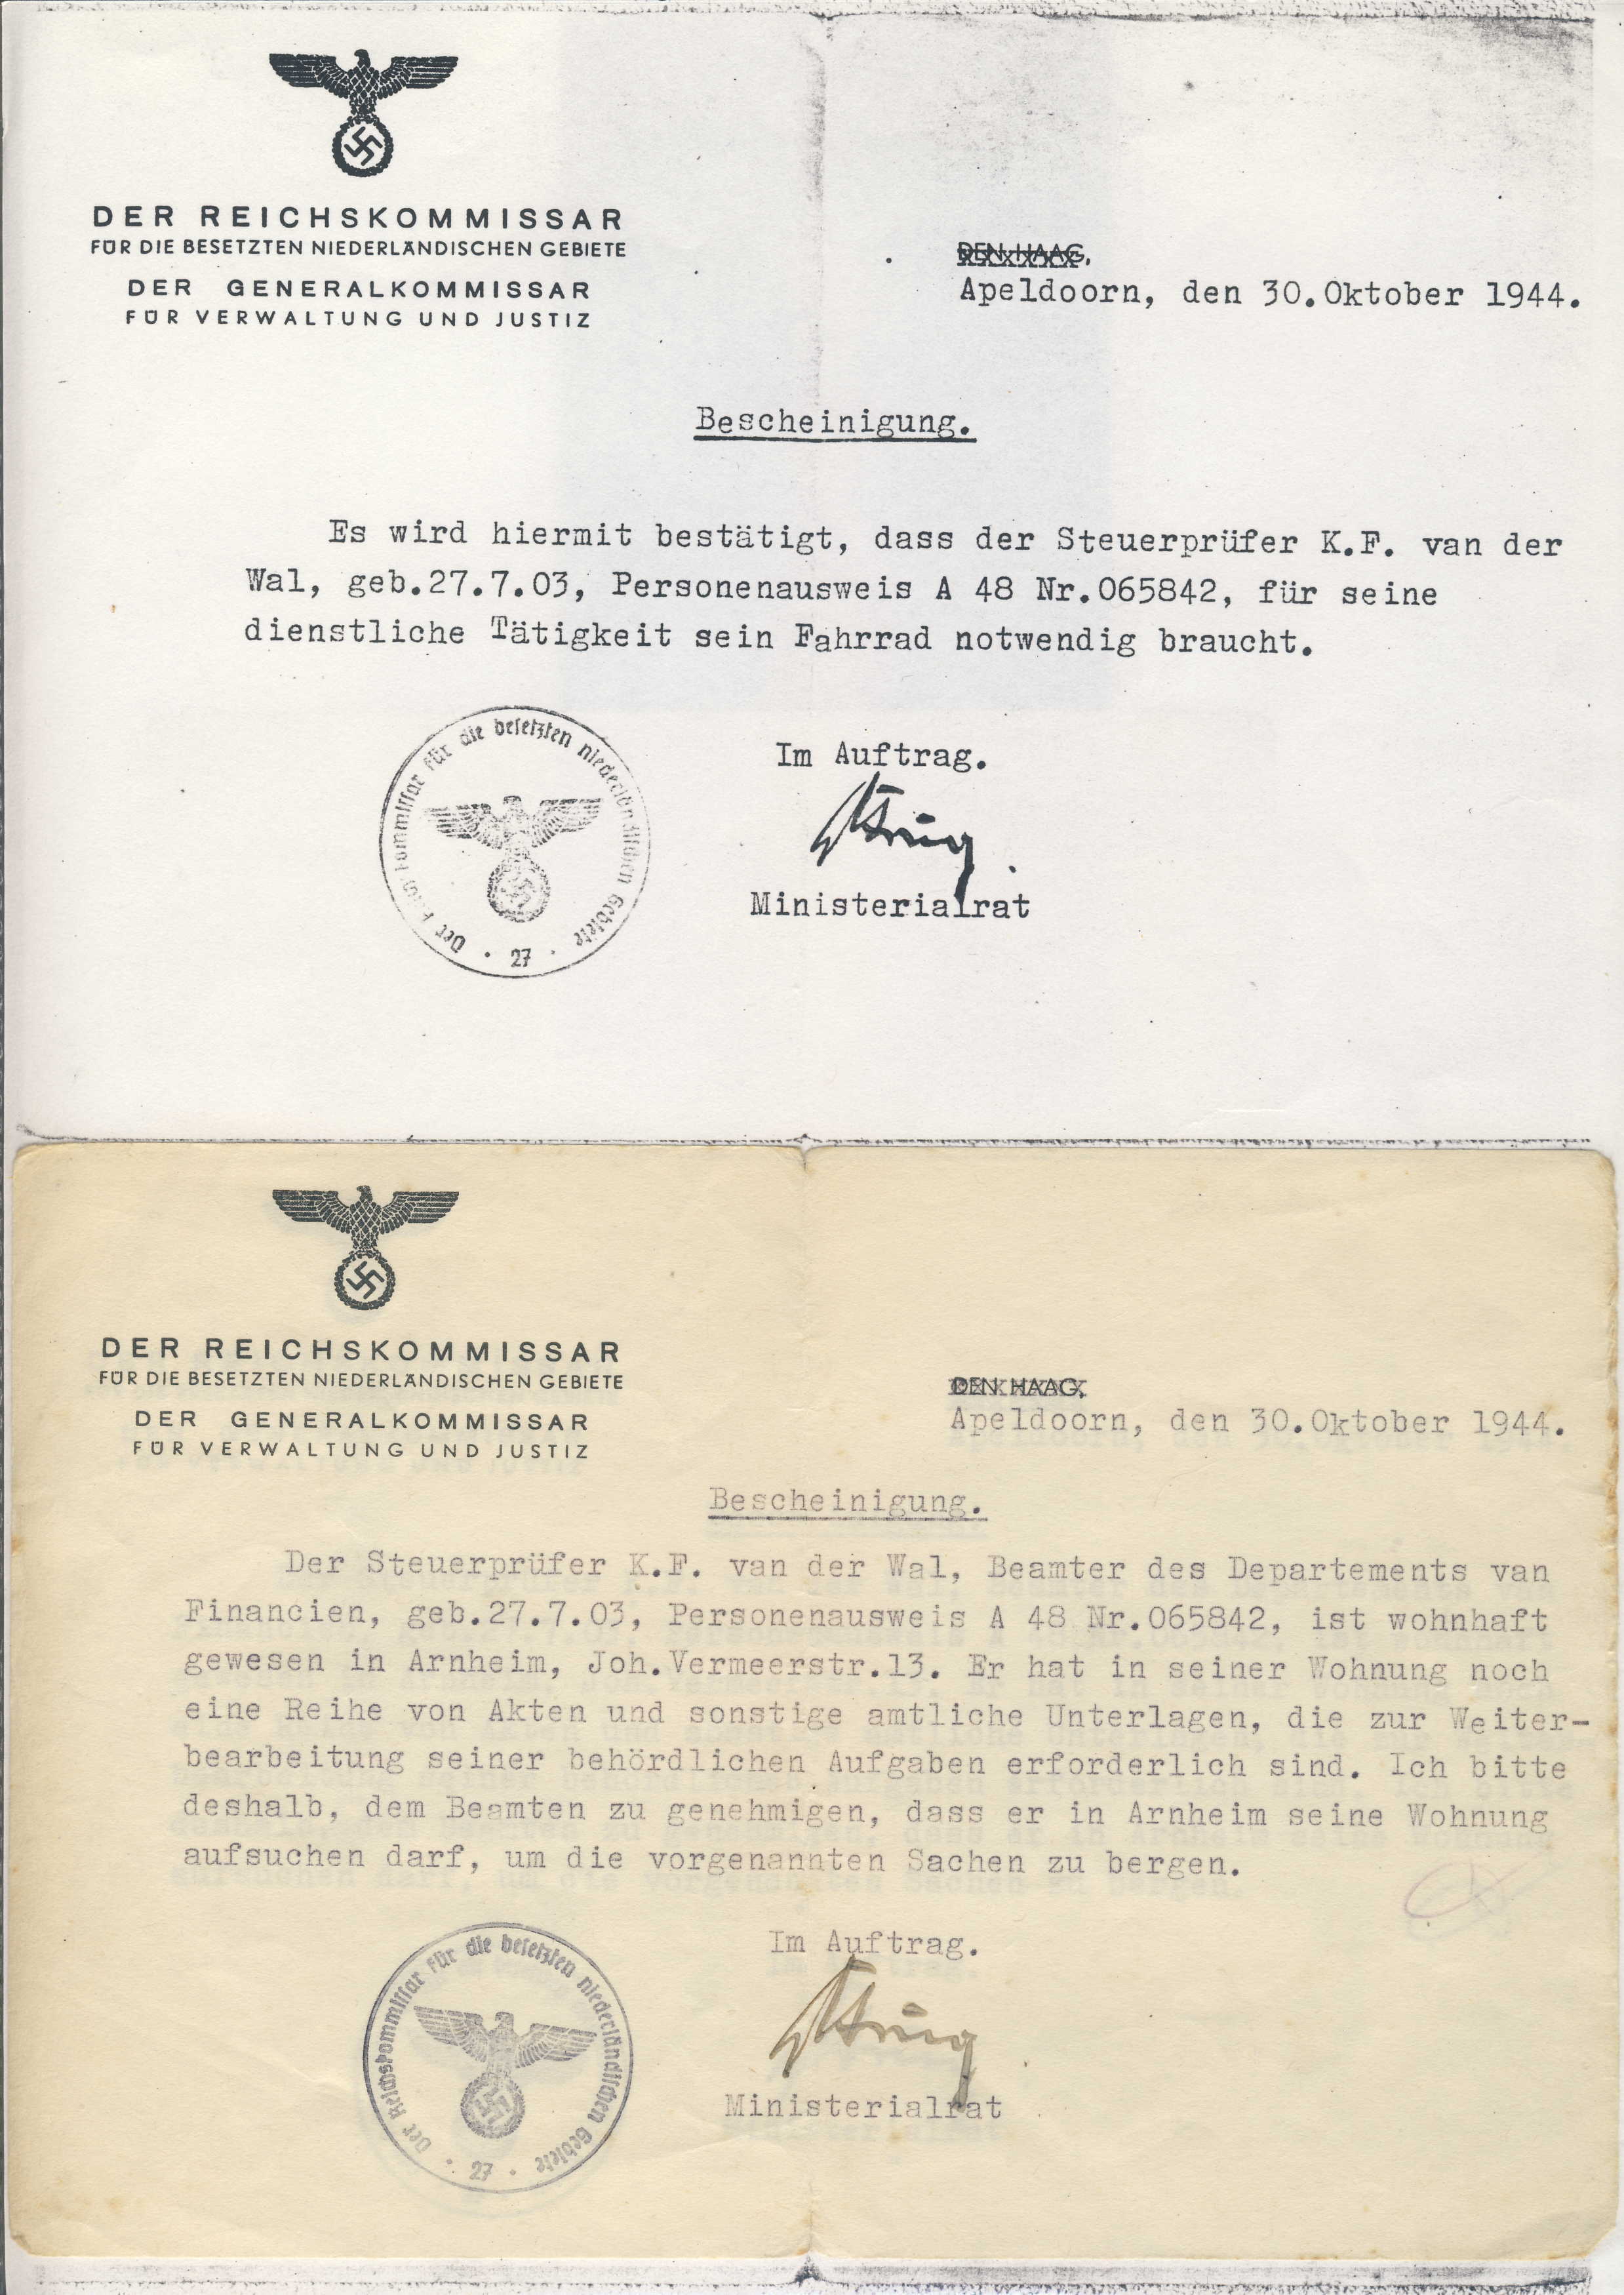 DER REICHSKOMMISSAR
FÜR DIE BESETZTEN NIEDERLÄNDISCHEN GEBIETE
DER GENERALKOMMISSAR
FÜR VERWALTUNG UND JUSTIZ
DEN HAAG,
Apeldoorn, den 30.Oktober 1944.
Bescheinigung.
Es wird hiermit bestätigt, dass der Steuerprüfer K.F. van der
Wal, geb.27.7.03, Personenausweis A 48 Nr.065842, für seine
dienstliche Tätigkeit sein Fahrrad notwendig braucht.
Der Reichskommissar für die besetzten niederländischen Gebiete
27
Im Auftrag.
Ministerialrat
DER REICHSKOMMISSAR
FÜR DIE BESETZTEN NIEDERLÄNDISCHEN GEBIETE
DER GENERALKOMMISSAR
FÜR VERWALTUNG UND JUSTIZ
DEN HAAG,
Apeldoorn, den 30.Oktober 1944.
Bescheinigung.
Der Steuerprüfer K.F. van der Wal, Beamter des Departements van
Financien, geb.27.7.03, Personenausweis A 48 Nr.065842, ist wohnhaft
gewesen in Arnheim, Joh.Vermeerstr.13. Er hat in seiner Wohnung noch
eine Reihe von Akten und sonstige amtliche Unterlagen, die zur Weiter-
bearbeitung seiner behördlichen Aufgaben erforderlich sind. Ich bitte
deshalb, dem Beamten zu genehmigen, dass er in Arnheim seine Wohnung
aufsuchen darf, um die vorgenannten Sachen zu bergen.
Der Reichskommissar für die besetzten niederländischen Gebiete
27
Im Auftrag.
Ministerialrat